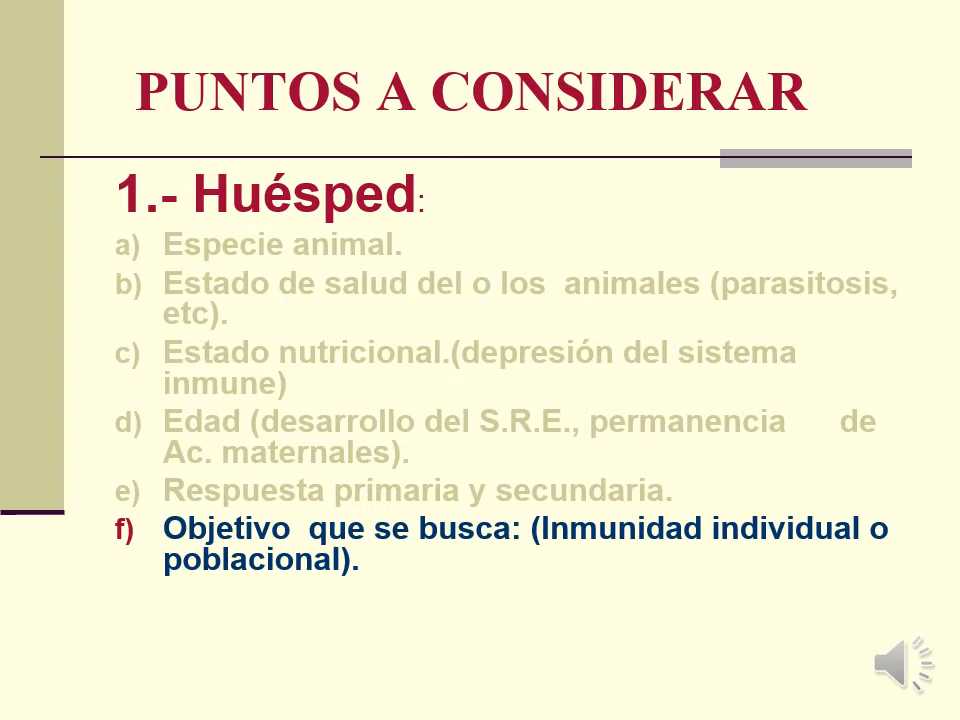 PUNTOS A CONSIDERAR
1.- Huésped:
a) Especie animal.
b) Estado de salud del o los animales (parasitosis,
etc).
c) Estado nutricional.(depresión del sistema
inmune)
d) Edad (desarrollo del S.R.E., permanencia de
Ac. maternales).
e) Respuesta primaria y secundaria.
f) Objetivo que se busca: (Inmunidad individual o
poblacional).